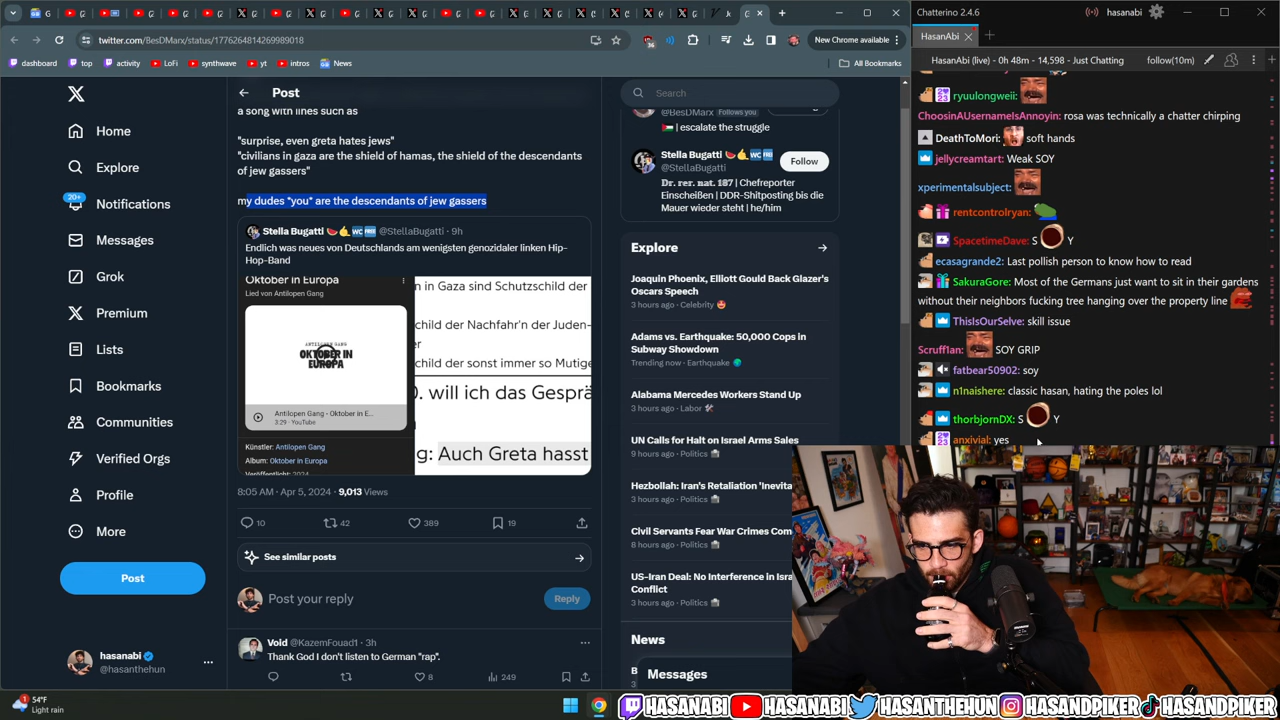 Chatterino 2.4.6
hasanabi
HasanAbi
HasanAbi (live) - 0h 48m - 14,598 - Just Chatting
follow(10m)
twitter.com/BesDMarx/status/1776264814269989018
36
New Chrome available
dashboard
top
activity
LoFi
synthwave
yt
intros
News
All Bookmarks
Home
Explore
20+
Notifications
Messages
Grok
Premium
Lists
Bookmarks
Communities
Verified Orgs
Profile
More
Post
hasanabi
@hasanthehun
Post
a song with lines such as
"surprise, even greta hates jews"
"civilians in gaza are the shield of hamas, the shield of the descendants
of jew gassers"
my dudes *you* are the descendants of jew gassers
Stella Bugatti
WC
FREI
@StellaBugatti · 9h
Endlich was neues von Deutschlands am wenigsten genozidaler linken Hip-
Hop-Band
Oktober in Europa
Lied von Antilopen Gang
ANTILOPEN GANG
OKTOBER IN
EUROPA
Antilopen Gang - Oktober in E...
3:29 · YouTube
Künstler: Antilopen Gang
Album: Oktober in Europa
n in Gaza sind Schutzschild der
child der Nachfahr'n der Juden-
child der sonst immer so Mutige
will ich das Gesprä
g: Auch Greta hasst
8:05 AM · Apr 5, 2024 · 9,013 Views
10
42
389
19
See similar posts
Post your reply
Reply
Void @KazemFouad1 · 3h
Thank God I don't listen to German "rap".
8
249
Search
@BesDMarx
Follows you
| escalate the struggle
Stella Bugatti
WC
FREI
@StellaBugatti
Follow
Dr. rer. nat. 187 | Chefreporter
Einscheißen | DDR-Shitposting bis die
Mauer wieder steht | he/him
Explore
Joaquin Phoenix, Elliott Gould Back Glazer's
Oscars Speech
3 hours ago · Celebrity
Adams vs. Earthquake: 50,000 Cops in
Subway Showdown
Trending now · Earthquake
Alabama Mercedes Workers Stand Up
3 hours ago · Labor
UN Calls for Halt on Israel Arms Sales
9 hours ago · Politics
Hezbollah: Iran's Retaliation 'Inevita
3 hours ago · Politics
Civil Servants Fear War Crimes Com
8 hours ago · Politics
US-Iran Deal: No Interference in Isra
Conflict
3 hours ago · Politics
News
Messages
ryuulongweii:
ChoosinAUsernameIsAnnoyin: rosa was technically a chatter chirping
DeathToMori: soft hands
jellycreamtart: Weak SOY
xperimentalsubject:
rentcontrolryan:
SpacetimeDave: S Y
ecasagrande2: Last pollish person to know how to read
SakuraGore: Most of the Germans just want to sit in their gardens
without their neighbors fucking tree hanging over the property line
ThisIsOurSelve: skill issue
Scruff1an: SOY GRIP
fatbear50902: soy
n1naishere: classic hasan, hating the poles lol
thorbjornDX: S Y
anxivial: yes
1
54°F
Light rain
HASANABI
HASANABI
HASANTHEHUN
HASANDPIKER
HASANDPIKER